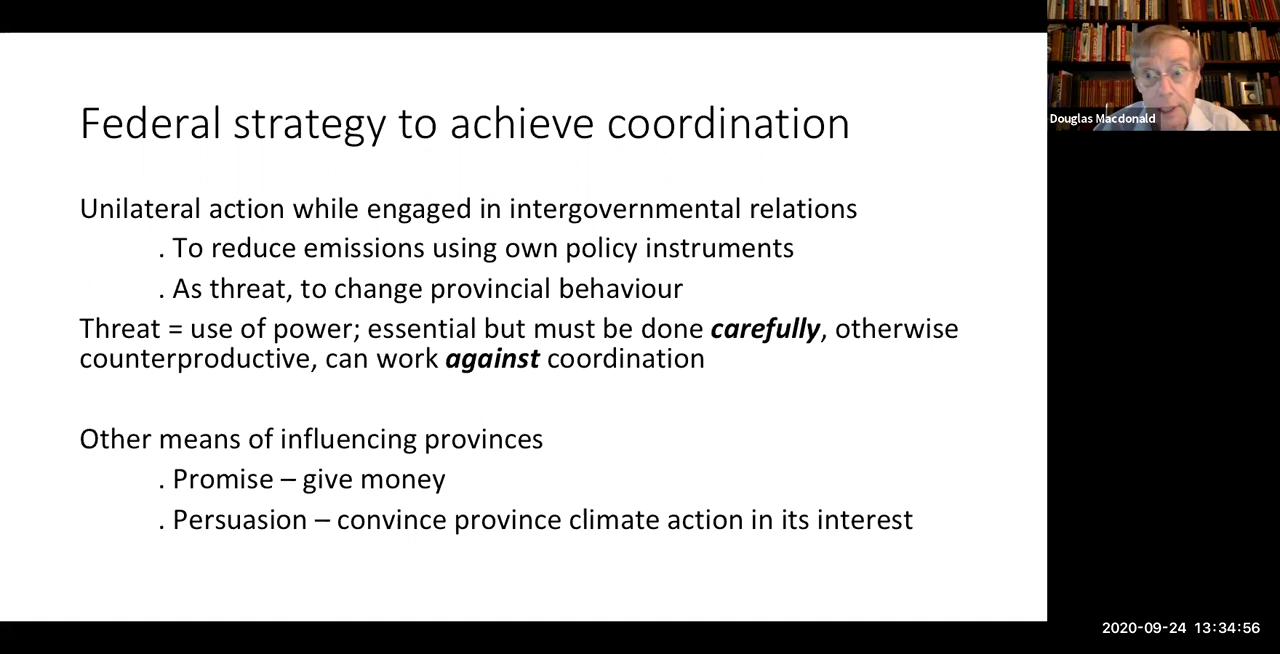 Federal strategy to achieve coordination
Unilateral action while engaged in intergovernmental relations
. To reduce emissions using own policy instruments
. As threat, to change provincial behaviour
Threat = use of power; essential but must be done carefully, otherwise
counterproductive, can work against coordination
Other means of influencing provinces
. Promise – give money
. Persuasion – convince province climate action in its interest
Douglas Macdonald
2020-09-24 13:34:56